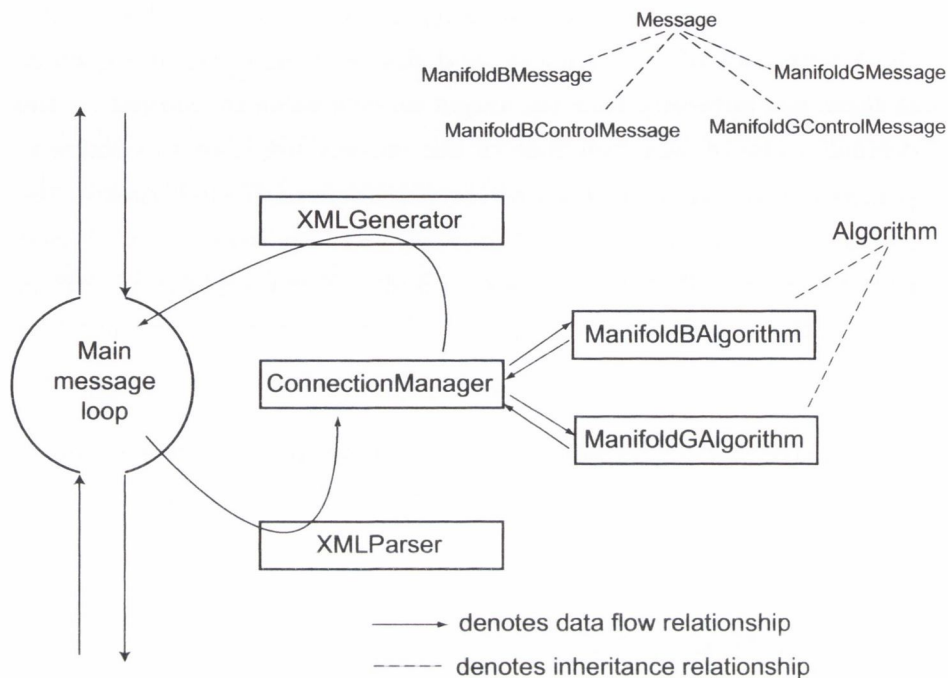 Message
ManifoldBMessage
ManifoldGMessage
ManifoldBControlMessage
ManifoldGControlMessage
XMLGenerator
Algorithm
Main
message
loop
ManifoldBAlgorithm
ConnectionManager
ManifoldGAlgorithm
XMLParser
denotes data flow relationship
denotes inheritance relationship